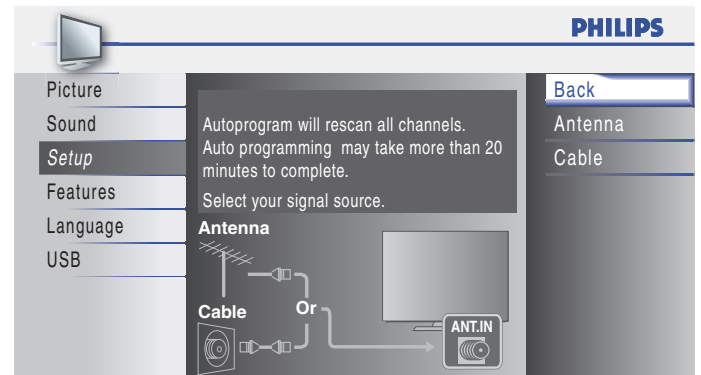 PHILIPS
Picture
Sound
Setup
Features
Language
USB
Autoprogram will rescan all channels.
Auto programming may take more than 20
minutes to complete.
Select your signal source.
Antenna
Cable
Or
ANT.IN
Back
Antenna
Cable